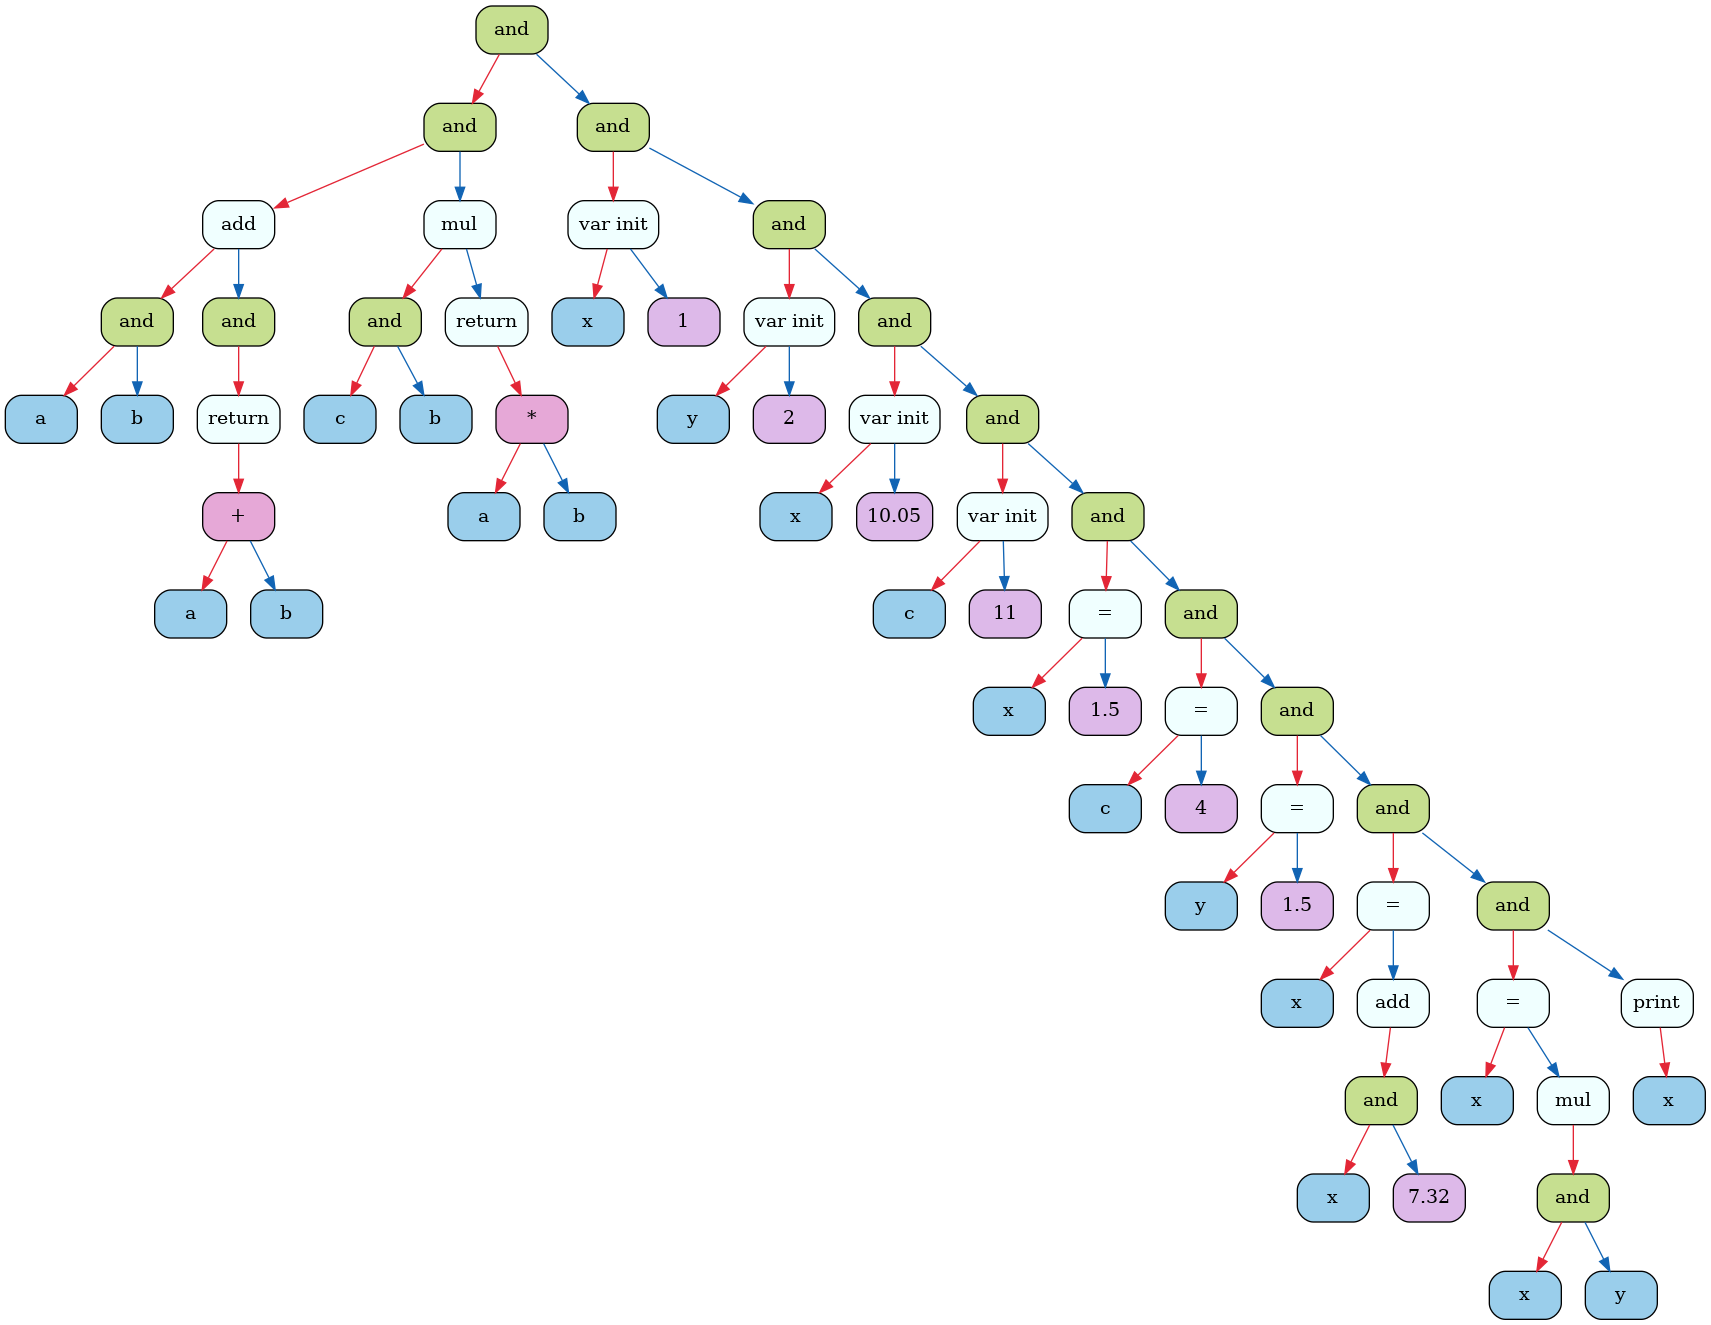 and
and and
add mul var init and
and and and return x 1 var init and
a b return c b * y 2 var init and
+ a b x 10.05 var init and
a b c 11 = and
x 1.5 = and
c 4 = and
y 1.5 = and
x add = print
and x mul x
x 7.32 and
x y